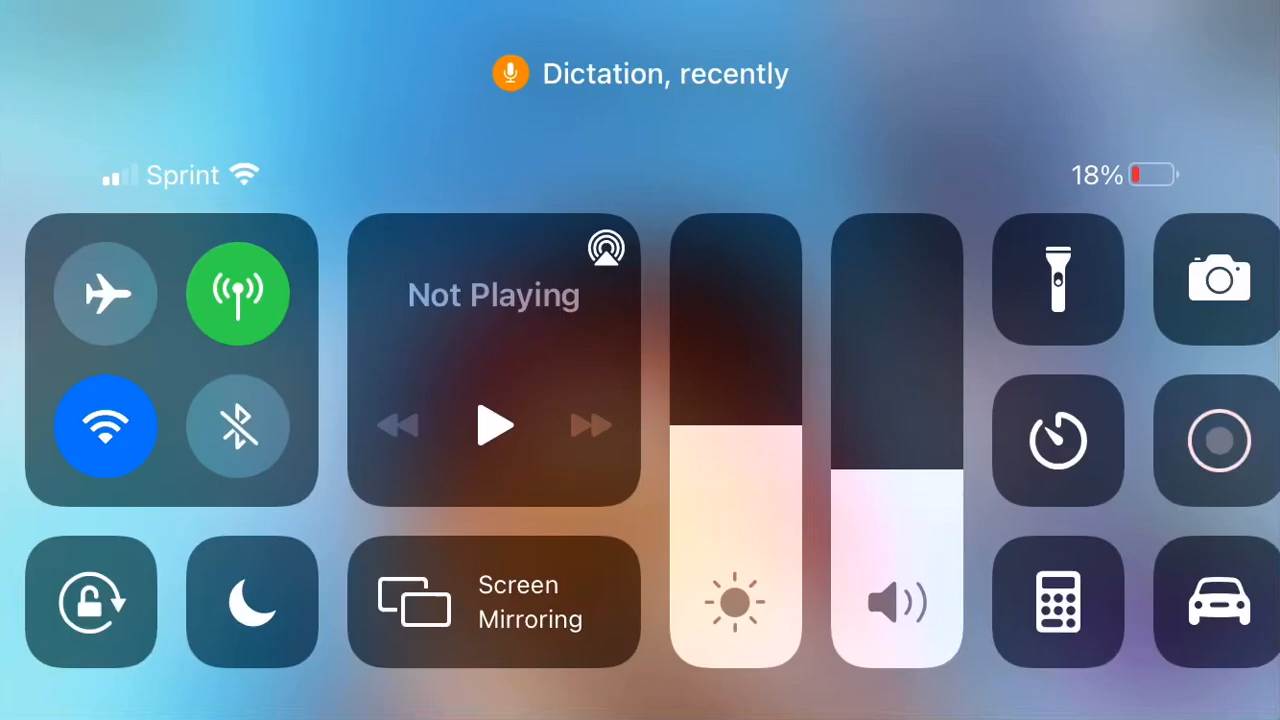 Dictation, recently
Sprint
18%
Not Playing
Screen
Mirroring